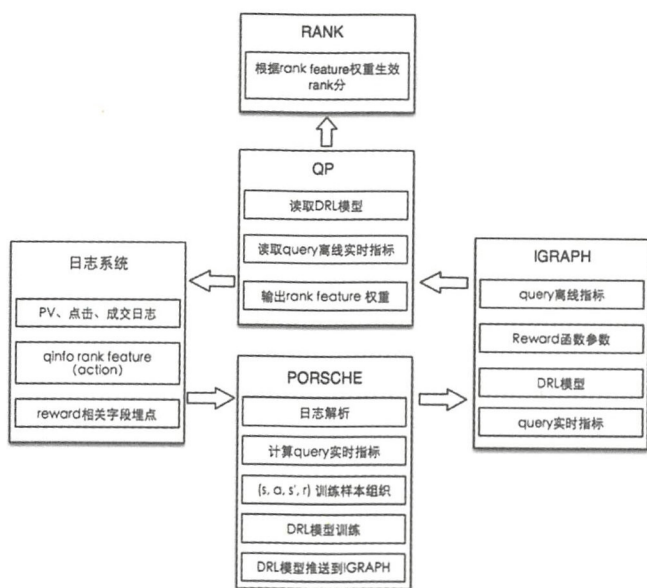 RANK
根据rank feature权重生效
rank分
QP
读取DRL模型
读取query离线实时指标
输出rank feature 权重
日志系统
PV、点击、成交日志
qinfo rank feature
(action)
reward相关字段埋点
IGRAPH
query离线指标
Reward函数参数
DRL模型
query实时指标
PORSCHE
日志解析
计算query实时指标
(s, a, s', r) 训练样本组织
DRL模型训练
DRL模型推送到IGRAPH